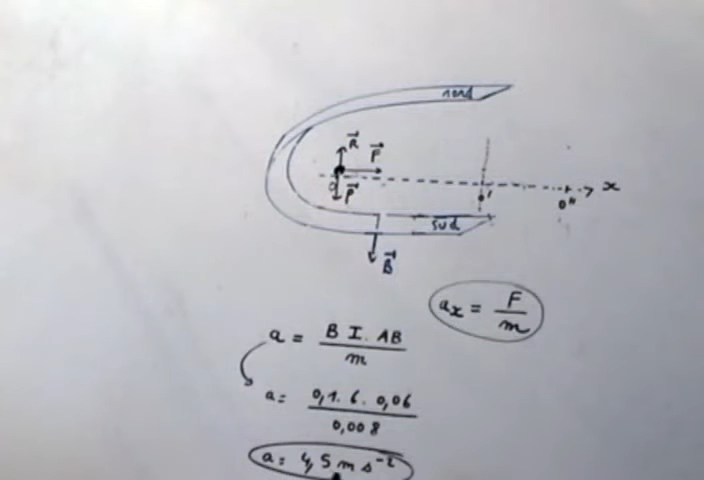 nord
R⃗
F⃗
x
O
P⃗
O"
sud
B⃗
aₓ = F/m
a = B I. AB / m
a = 0,1. 6. 0,06 / 0,008
a = 4,5 m s⁻²